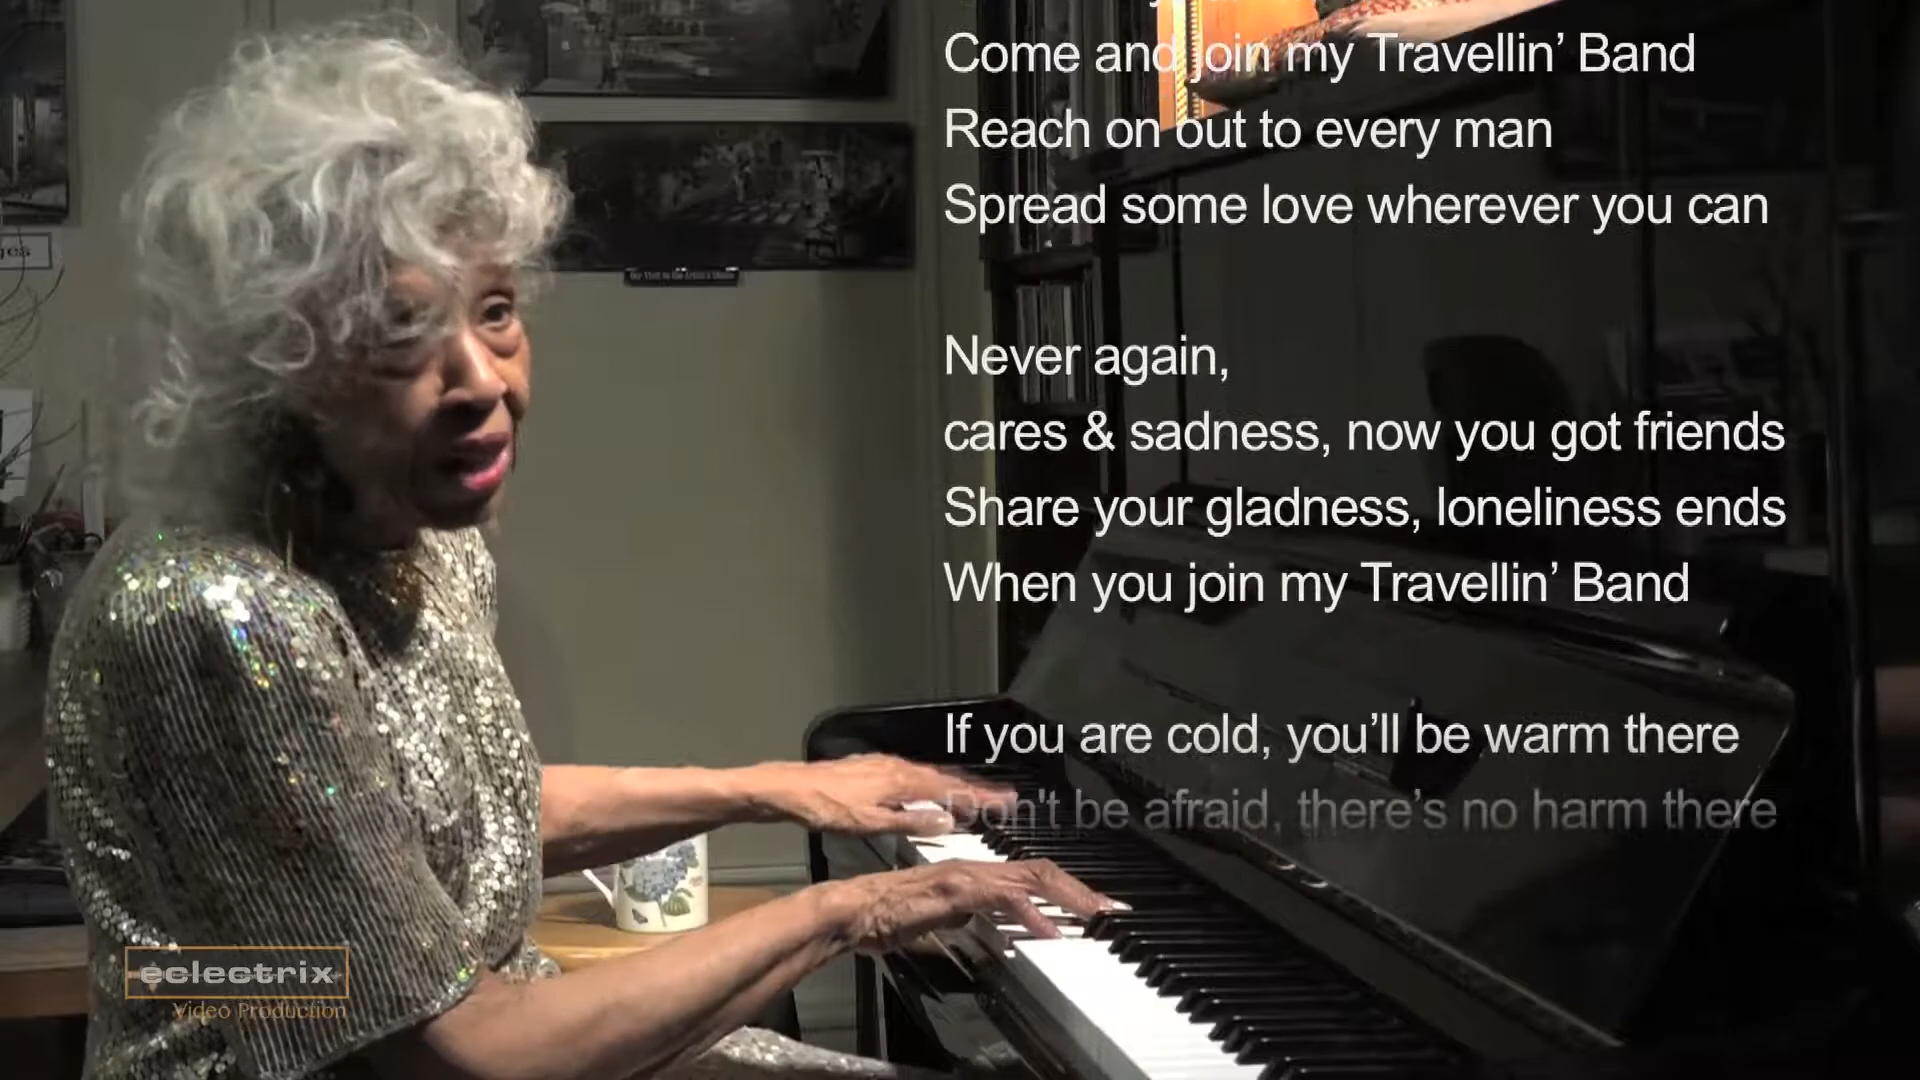 Come and join my Travellin’ Band
Reach on out to every man
Spread some love wherever you can
Never again,
cares & sadness, now you got friends
Share your gladness, loneliness ends
When you join my Travellin’ Band
If you are cold, you’ll be warm there
Don't be afraid, there’s no harm there
eclectrix
Video Production